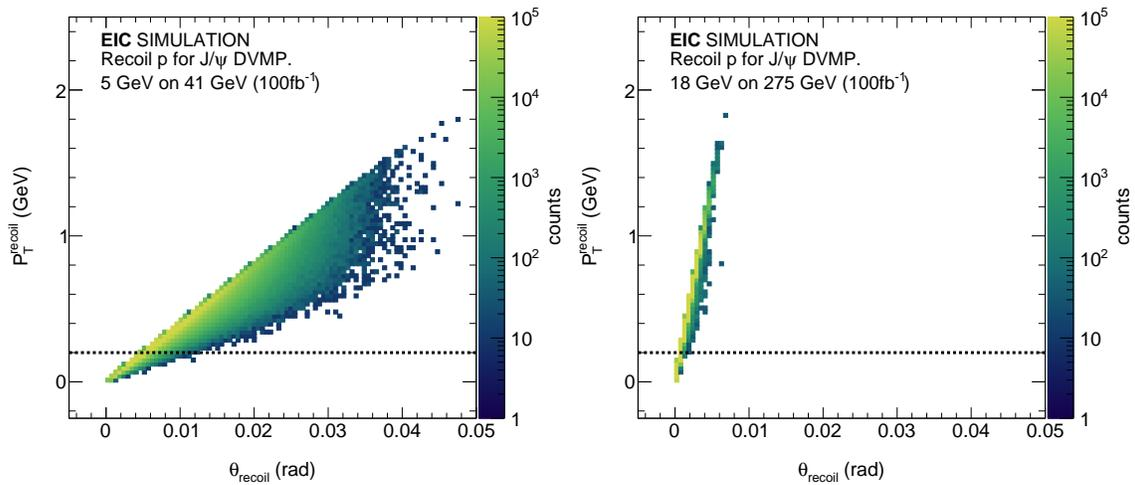 EIC SIMULATION
Recoil p for J/ψ DVMP.
5 GeV on 41 GeV (100fb⁻¹)
P_T^recoil (GeV)
2
1
0
0 0.01 0.02 0.03 0.04 0.05
θ_recoil (rad)
10⁵
10⁴
10³
10²
10
1
counts
EIC SIMULATION
Recoil p for J/ψ DVMP.
18 GeV on 275 GeV (100fb⁻¹)
P_T^recoil (GeV)
2
1
0
0 0.01 0.02 0.03 0.04 0.05
θ_recoil (rad)
10⁵
10⁴
10³
10²
10
1
counts